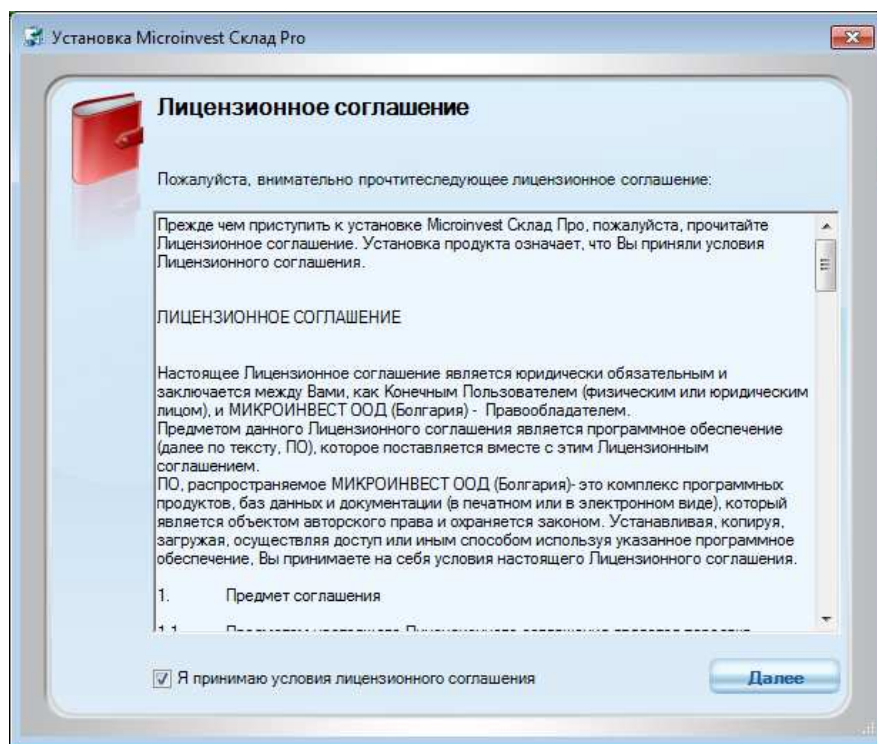 Установка Microinvest Склад Pro
Лицензионное соглашение
Пожалуйста, внимательно прочтитеследующее лицензионное соглашение:
Прежде чем приступить к установке Microinvest Склад Про, пожалуйста, прочитайте
Лицензионное соглашение. Установка продукта означает, что Вы приняли условия
Лицензионного соглашения.
ЛИЦЕНЗИОННОЕ СОГЛАШЕНИЕ
Настоящее Лицензионное соглашение является юридически обязательным и
заключается между Вами, как Конечным Пользователем (физическим или юридическим
лицом), и МИКРОИНВЕСТ ООД (Болгария) - Правообладателем.
Предметом данного Лицензионного соглашения является программное обеспечение
(далее по тексту, ПО), которое поставляется вместе с этим Лицензионным
соглашением.
ПО, распространяемое МИКРОИНВЕСТ ООД (Болгария)- это комплекс программных
продуктов, баз данных и документации (в печатном или в электронном виде), который
является объектом авторского права и охраняется законом. Устанавливая, копируя,
загружая, осуществляя доступ или иным способом используя указанное программное
обеспечение, Вы принимаете на себя условия настоящего Лицензионного соглашения.
1. Предмет соглашения
Я принимаю условия лицензионного соглашения
Далее